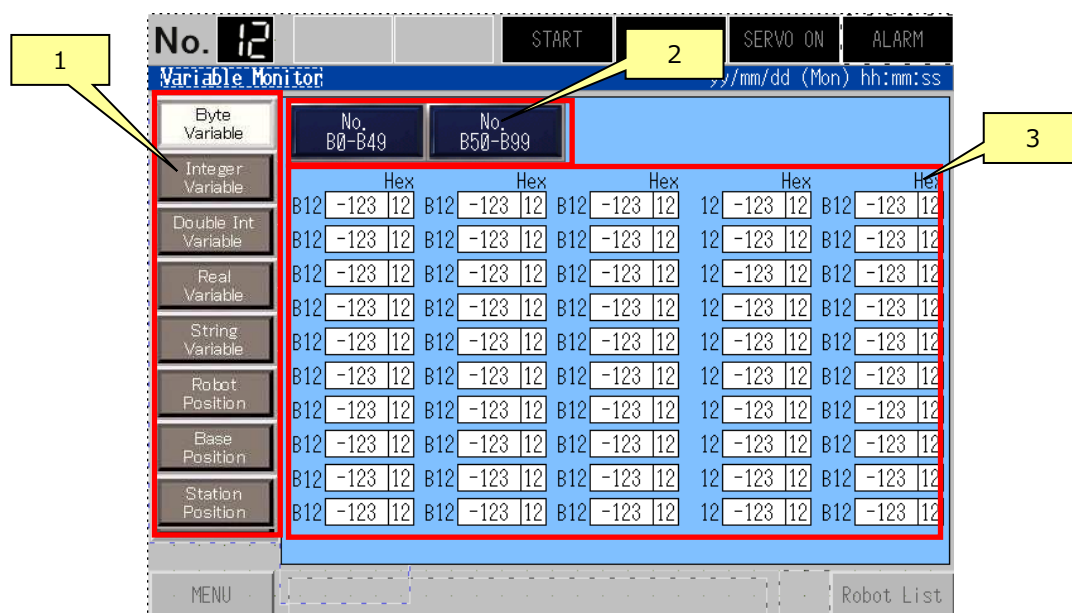 No. 12
START
SERVO ON
ALARM
1
2
3
Variable Monitor
yy/mm/dd (Mon) hh:mm:ss
Byte
Variable
Integer
Variable
Double Int
Variable
Real
Variable
String
Variable
Robot
Position
Base
Position
Station
Position
No.
B0-B49
No.
B50-B99
Hex Hex Hex Hex Hex
B12 -123 12 B12 -123 12 B12 -123 12 12 -123 12 B12 -123 12
B12 -123 12 B12 -123 12 B12 -123 12 12 -123 12 B12 -123 12
B12 -123 12 B12 -123 12 B12 -123 12 12 -123 12 B12 -123 12
B12 -123 12 B12 -123 12 B12 -123 12 12 -123 12 B12 -123 12
B12 -123 12 B12 -123 12 B12 -123 12 12 -123 12 B12 -123 12
B12 -123 12 B12 -123 12 B12 -123 12 12 -123 12 B12 -123 12
B12 -123 12 B12 -123 12 B12 -123 12 12 -123 12 B12 -123 12
B12 -123 12 B12 -123 12 B12 -123 12 12 -123 12 B12 -123 12
B12 -123 12 B12 -123 12 B12 -123 12 12 -123 12 B12 -123 12
B12 -123 12 B12 -123 12 B12 -123 12 12 -123 12 B12 -123 12
MENU
Robot List